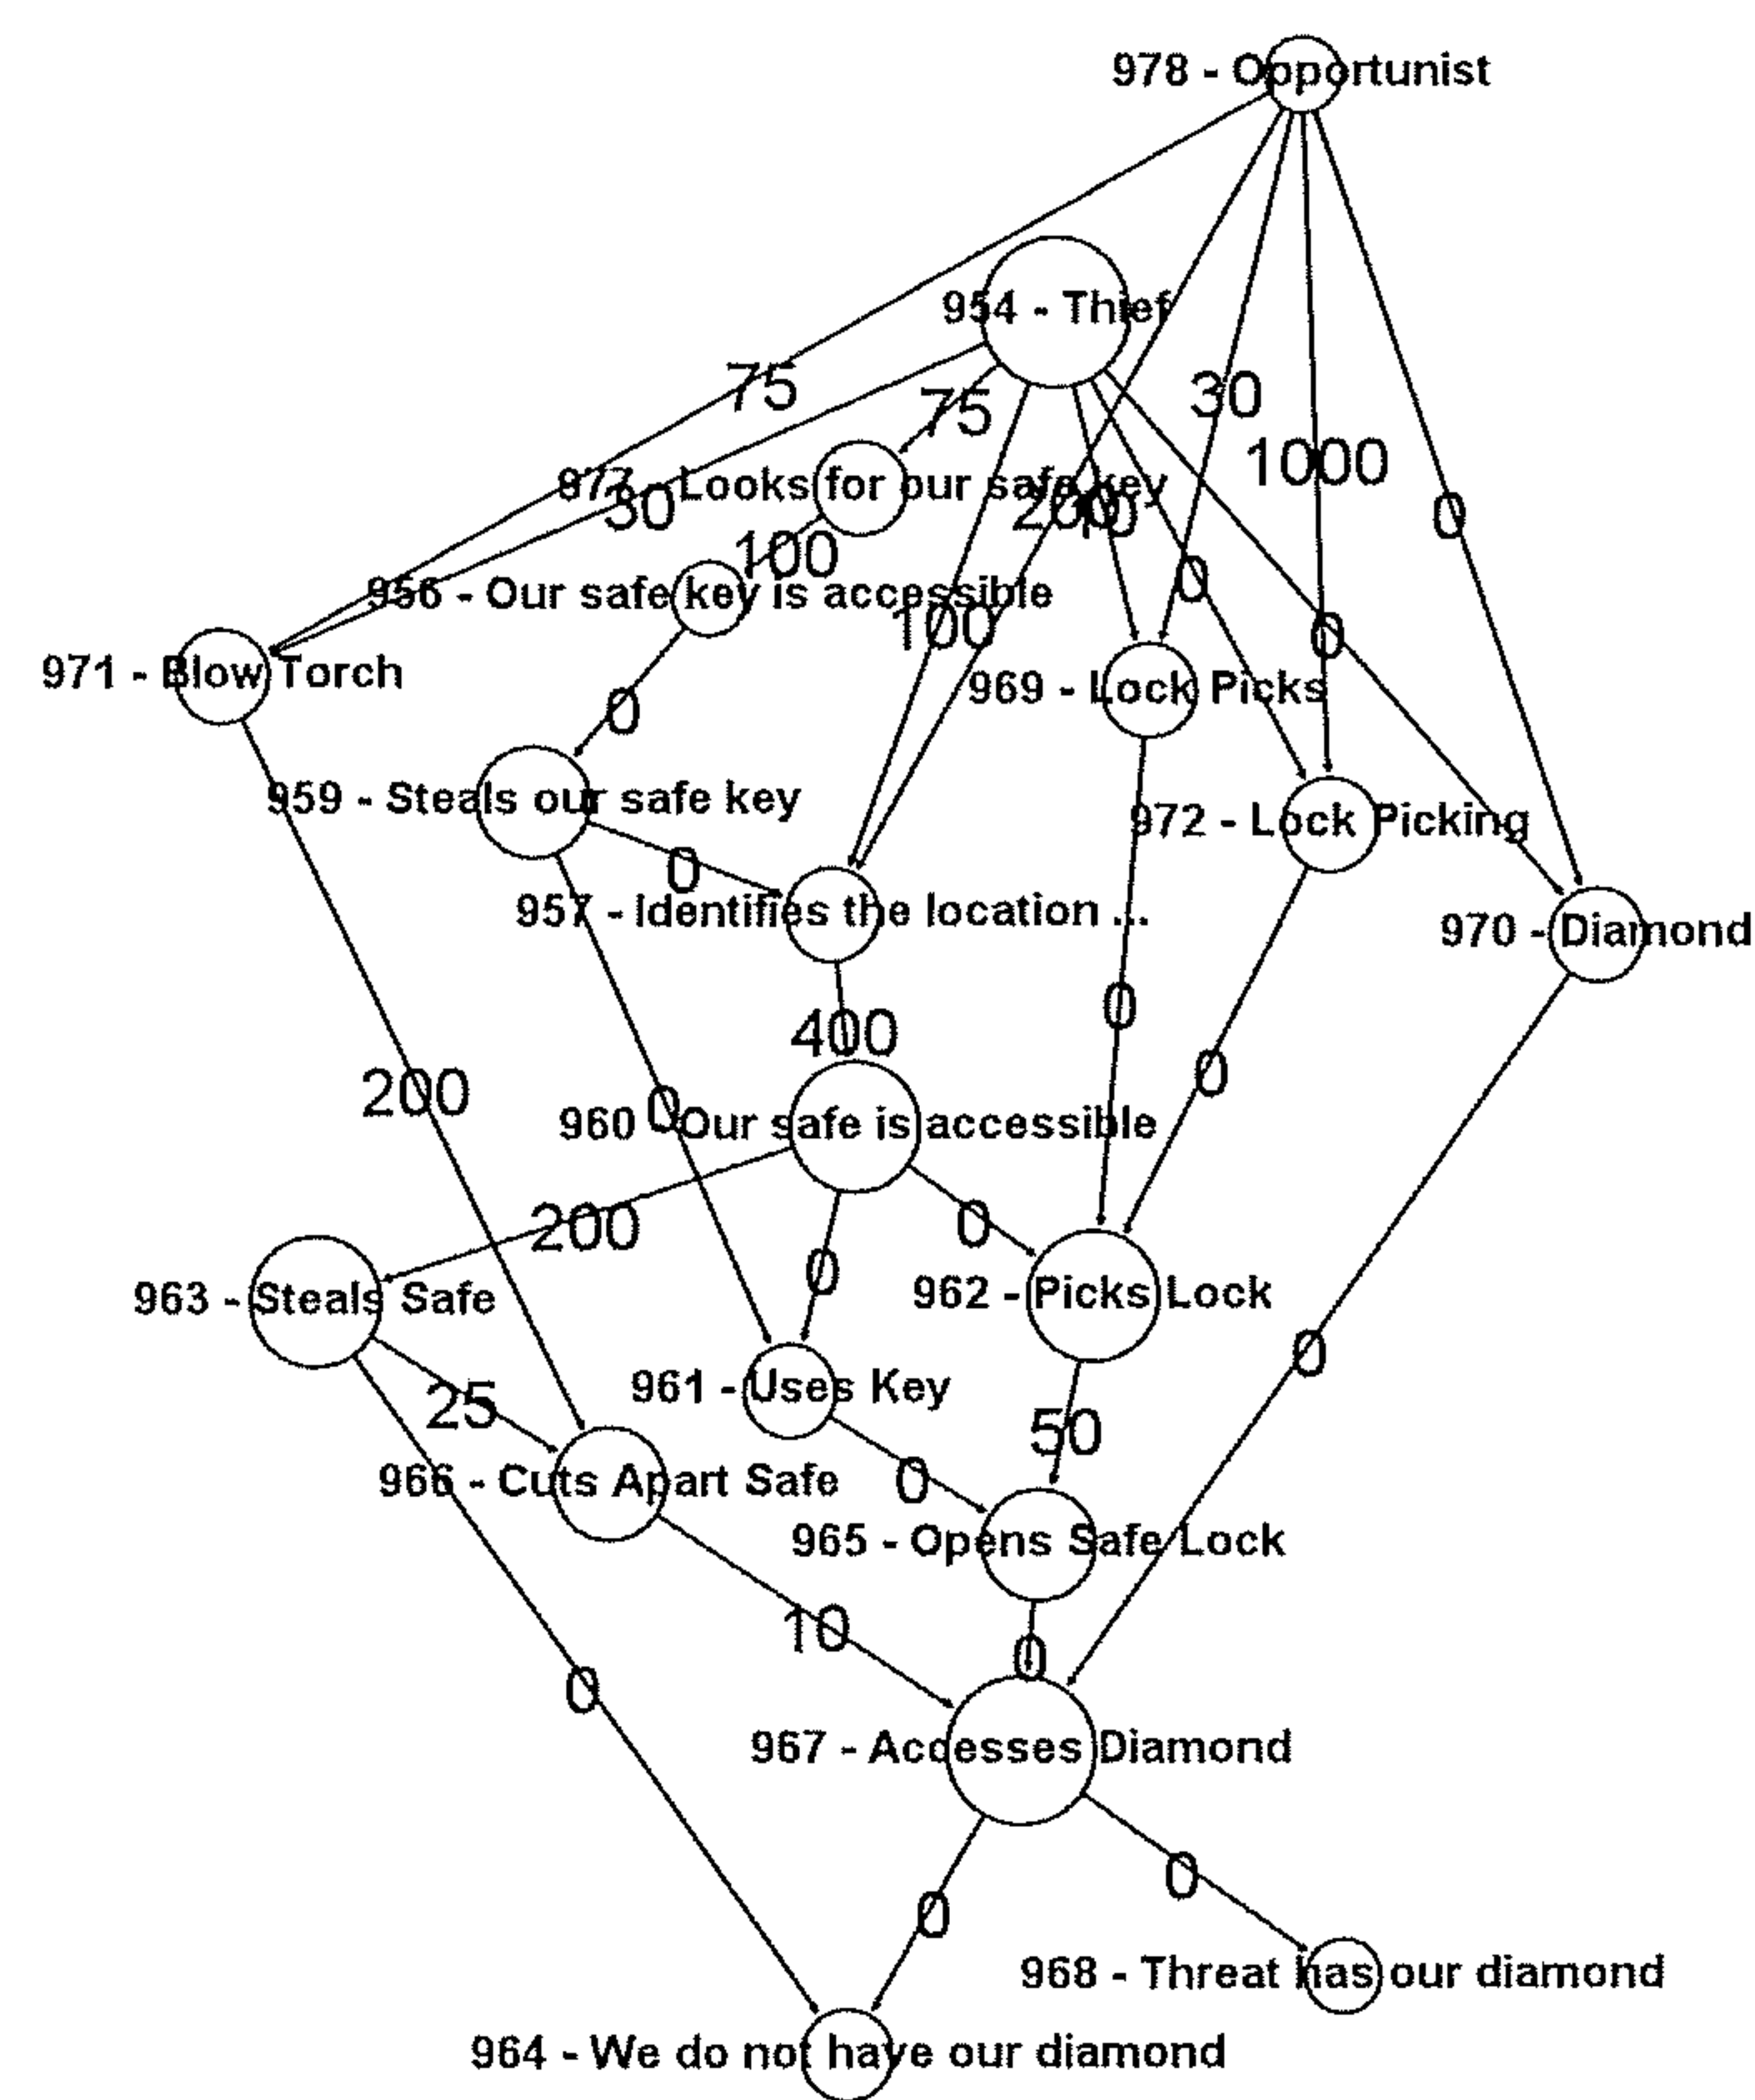 978 - Opportunist
954 - Thief
75
75
30
1000
Looks for our safe key
30
0
100
0
956 - Our safe key is accessible
100
0
971 - Blow Torch
969 - Lock Picks
0
959 - Steals our safe key
972 - Lock Picking
0
957 - Identifies the location ...
970 - Diamond
0
400
0
200
960
0
Our safe is accessible
200
0
0
963 - Steals Safe
962 - Picks Lock
0
961 - Uses Key
25
50
966 - Cuts Apart Safe
0
965 - Opens Safe Lock
10
0
0
967 - Accesses Diamond
0
0
968 - Threat has our diamond
964 - We do not have our diamond